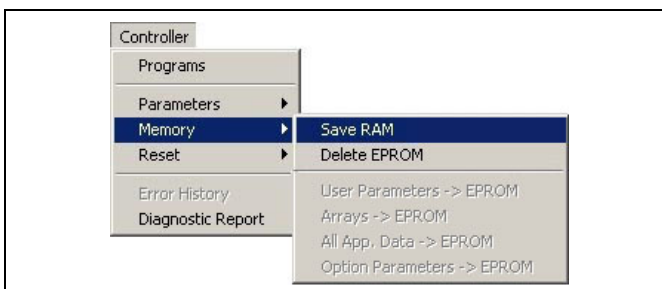 Controller
Programs
Parameters
Memory
Reset
Error History
Diagnostic Report
Save RAM
Delete EPROM
User Parameters -> EPROM
Arrays -> EPROM
All App. Data -> EPROM
Option Parameters -> EPROM